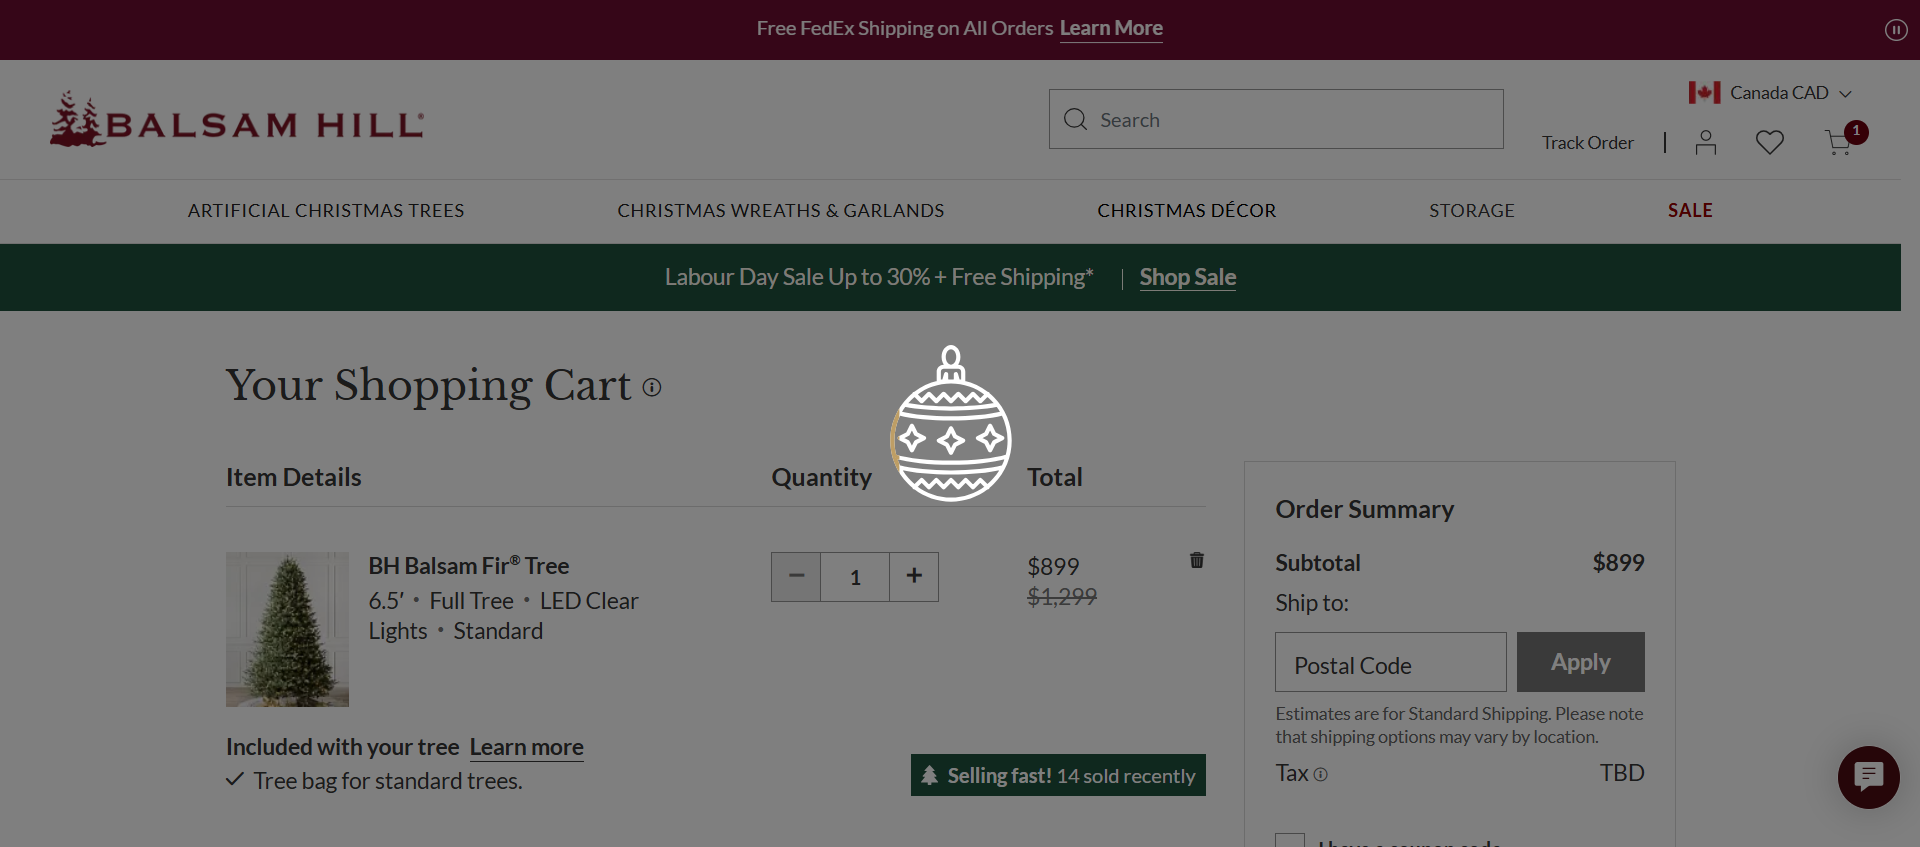 Free FedEx Shipping on All Orders Learn More
BALSAM HILL®
Search
Canada CAD
Track Order
1
ARTIFICIAL CHRISTMAS TREES
CHRISTMAS WREATHS & GARLANDS
CHRISTMAS DÉCOR
STORAGE
SALE
Labour Day Sale Up to 30% + Free Shipping* | Shop Sale
Your Shopping Cart
Item Details
Quantity
Total
BH Balsam Fir® Tree
6.5′ • Full Tree • LED Clear
Lights • Standard
1
$899
$1,299
Included with your tree Learn more
Tree bag for standard trees.
Selling fast! 14 sold recently
Order Summary
Subtotal $899
Ship to:
Postal Code
Apply
Estimates are for Standard Shipping. Please note
that shipping options may vary by location.
Tax TBD
I have a coupon code